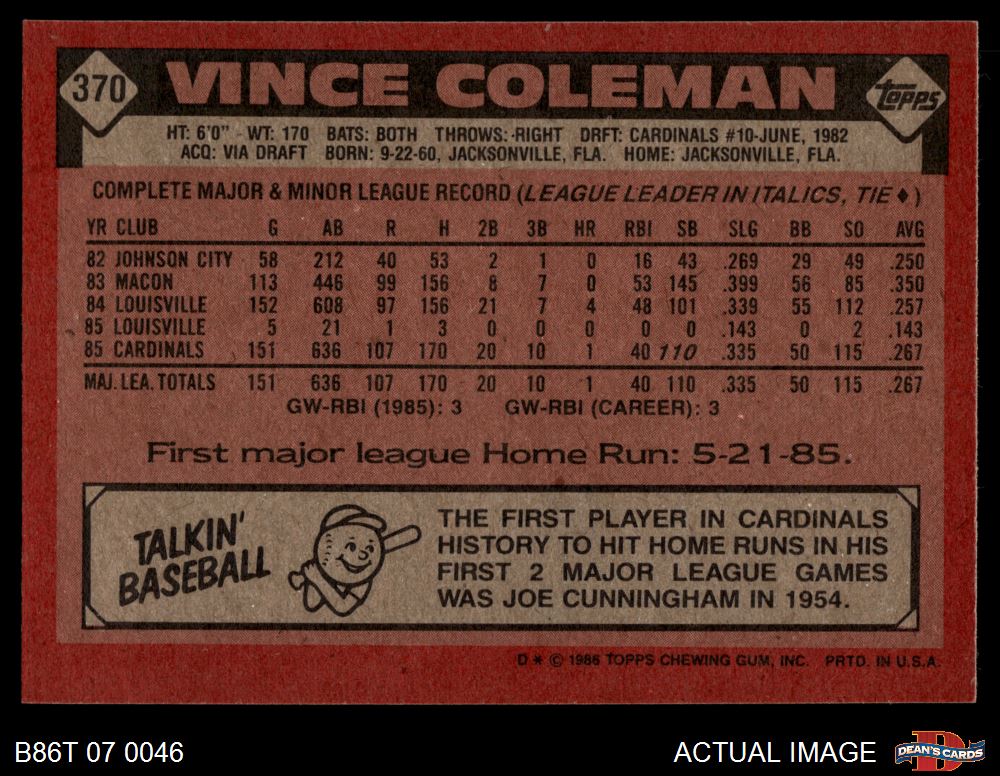 370 VINCE COLEMAN Topps
HT: 6'0" - WT: 170 BATS: BOTH THROWS: RIGHT DRFT: CARDINALS #10-JUNE, 1982
ACQ: VIA DRAFT BORN: 9-22-60, JACKSONVILLE, FLA. HOME: JACKSONVILLE, FLA.
COMPLETE MAJOR & MINOR LEAGUE RECORD (LEAGUE LEADER IN ITALICS, TIE ♦)
YR CLUB G AB R H 2B 3B HR RBI SB SLG BB SO AVG
82 JOHNSON CITY 58 212 40 53 2 1 0 16 43 .269 29 49 .250
83 MACON 113 446 99 156 8 7 0 53 145 .399 56 85 .350
84 LOUISVILLE 152 608 97 156 21 7 4 48 101 .339 55 112 .257
85 LOUISVILLE 5 21 1 3 0 0 0 0 0 .143 0 2 .143
85 CARDINALS 151 636 107 170 20 10 1 40 110 .335 50 115 .267
MAJ. LEA. TOTALS 151 636 107 170 20 10 1 40 110 .335 50 115 .267
GW-RBI (1985): 3 GW-RBI (CAREER): 3
First major league Home Run: 5-21-85.
TALKIN'
BASEBALL
THE FIRST PLAYER IN CARDINALS
HISTORY TO HIT HOME RUNS IN HIS
FIRST 2 MAJOR LEAGUE GAMES
WAS JOE CUNNINGHAM IN 1954.
D * © 1986 TOPPS CHEWING GUM, INC. PRTD. IN U.S.A.
B86T 07 0046 ACTUAL IMAGE DEAN'S CARDS